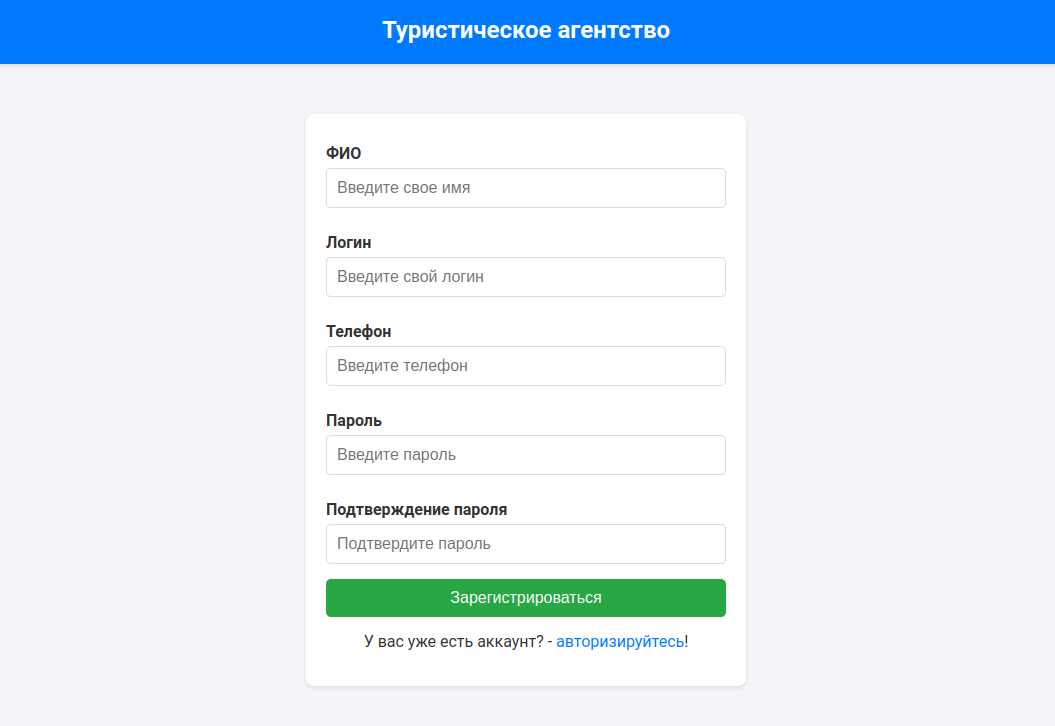 Туристическое агентство
ФИО
Введите свое имя
Логин
Введите свой логин
Телефон
Введите телефон
Пароль
Введите пароль
Подтверждение пароля
Подтвердите пароль
Зарегистрироваться
У вас уже есть аккаунт? - авторизируйтесь!